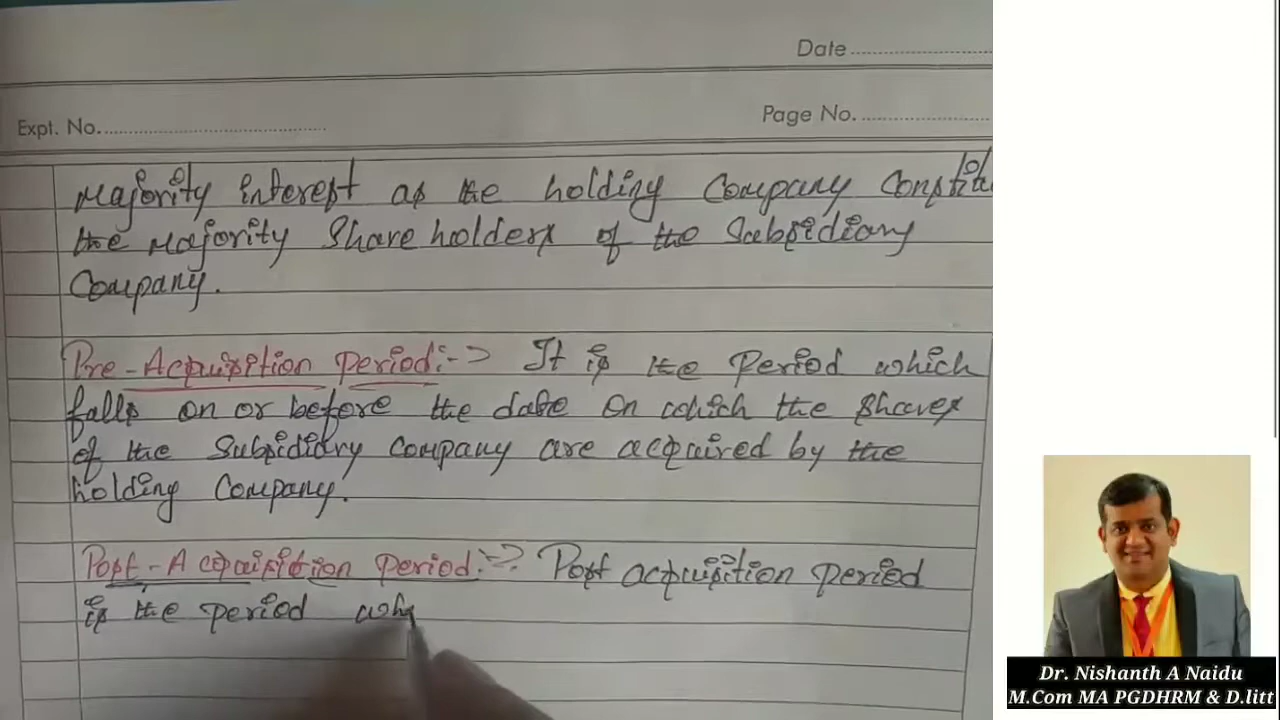 Date
Expt. No.
Page No.
Majority interest as the holding Company
the Majority Share holders of the Subsidiary
Company.
Pre-Acquisition Period:-> It is the Period which
falls on or before the date on which the Shares
of the Subsidiary Company are acquired by the
holding Company.
Post-Acquisition Period:-> Post acquisition period
is the period whi
Dr. Nishanth A Naidu
M.Com MA PGDHRM & D.litt